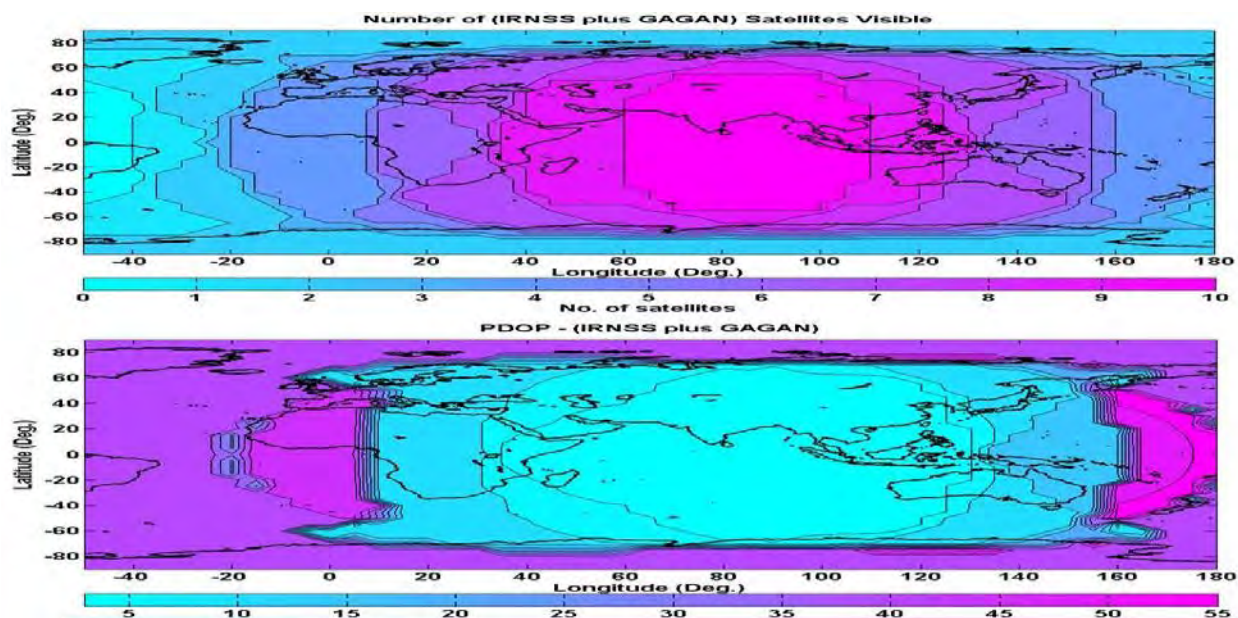 Number of (IRNSS plus GAGAN) Satellites Visible
80
60
40
20
0
-20
-40
-60
-80
Latitude (Deg.)
-40 -20 0 20 40 60 80 100 120 140 160 180
Longitude (Deg.)
0 1 2 3 4 5 6 7 8 9 10
No. of satellites
PDOP - (IRNSS plus GAGAN)
80
60
40
20
0
-20
-40
-60
-80
Latitude (Deg.)
-40 -20 0 20 40 60 80 100 120 140 160 180
Longitude (Deg.)
5 10 15 20 25 30 35 40 45 50 55